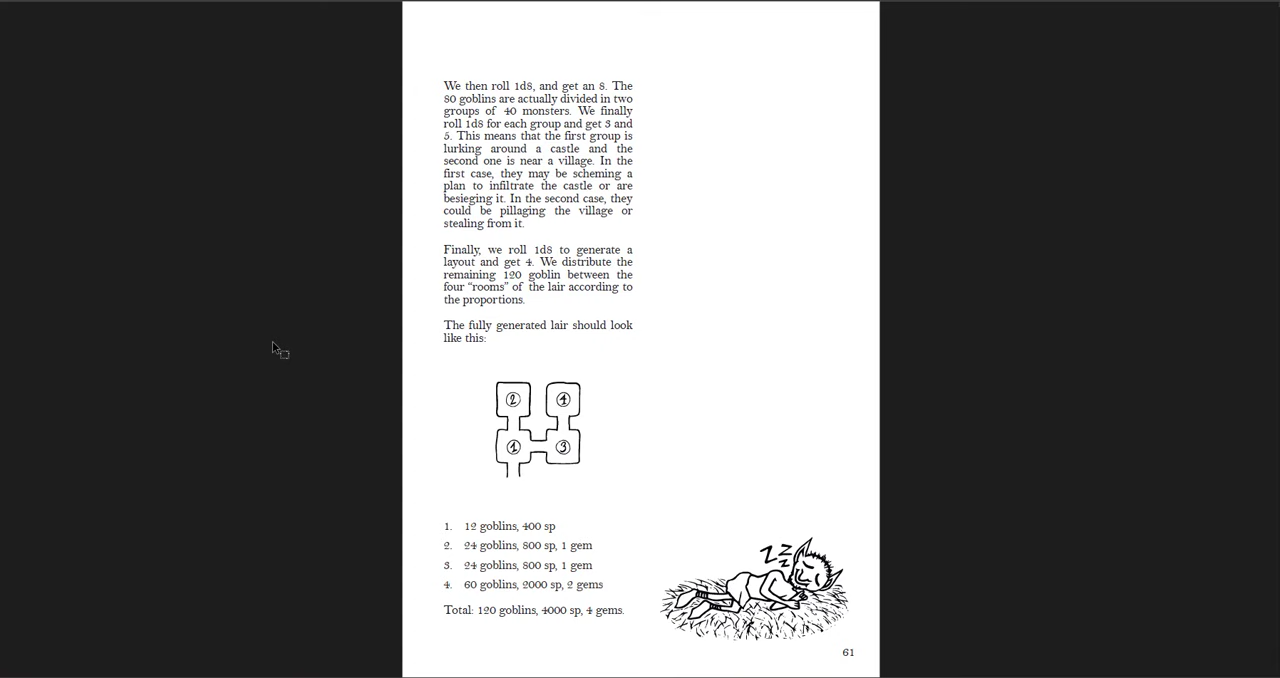 We then roll 1d8, and get an 8. The
80 goblins are actually divided in two
groups of 40 monsters. We finally
roll 1d8 for each group and get 3 and
5. This means that the first group is
lurking around a castle and the
second one is near a village. In the
first case, they may be scheming a
plan to infiltrate the castle or are
besieging it. In the second case, they
could be pillaging the village or
stealing from it.
Finally, we roll 1d8 to generate a
layout and get 4. We distribute the
remaining 120 goblin between the
four “rooms” of the lair according to
the proportions.
The fully generated lair should look
like this:
2 4
1 3
1. 12 goblins, 400 sp
2. 24 goblins, 800 sp, 1 gem
3. 24 goblins, 800 sp, 1 gem
4. 60 goblins, 2000 sp, 2 gems
Total: 120 goblins, 4000 sp, 4 gems.
ZZZ
61